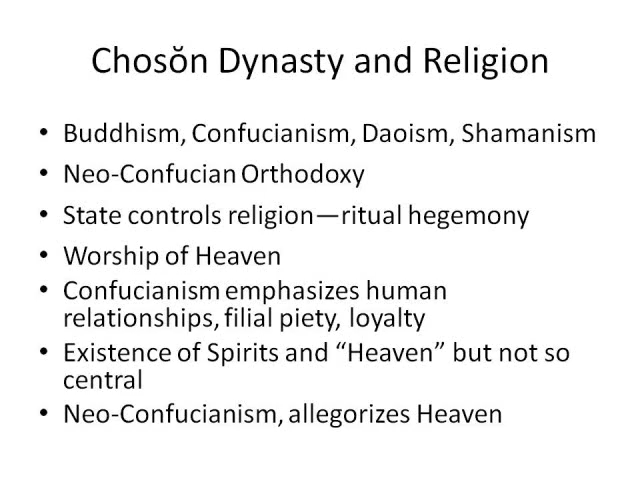 Chosŏn Dynasty and Religion
• Buddhism, Confucianism, Daoism, Shamanism
• Neo-Confucian Orthodoxy
• State controls religion—ritual hegemony
• Worship of Heaven
• Confucianism emphasizes human
relationships, filial piety, loyalty
• Existence of Spirits and “Heaven” but not so
central
• Neo-Confucianism, allegorizes Heaven